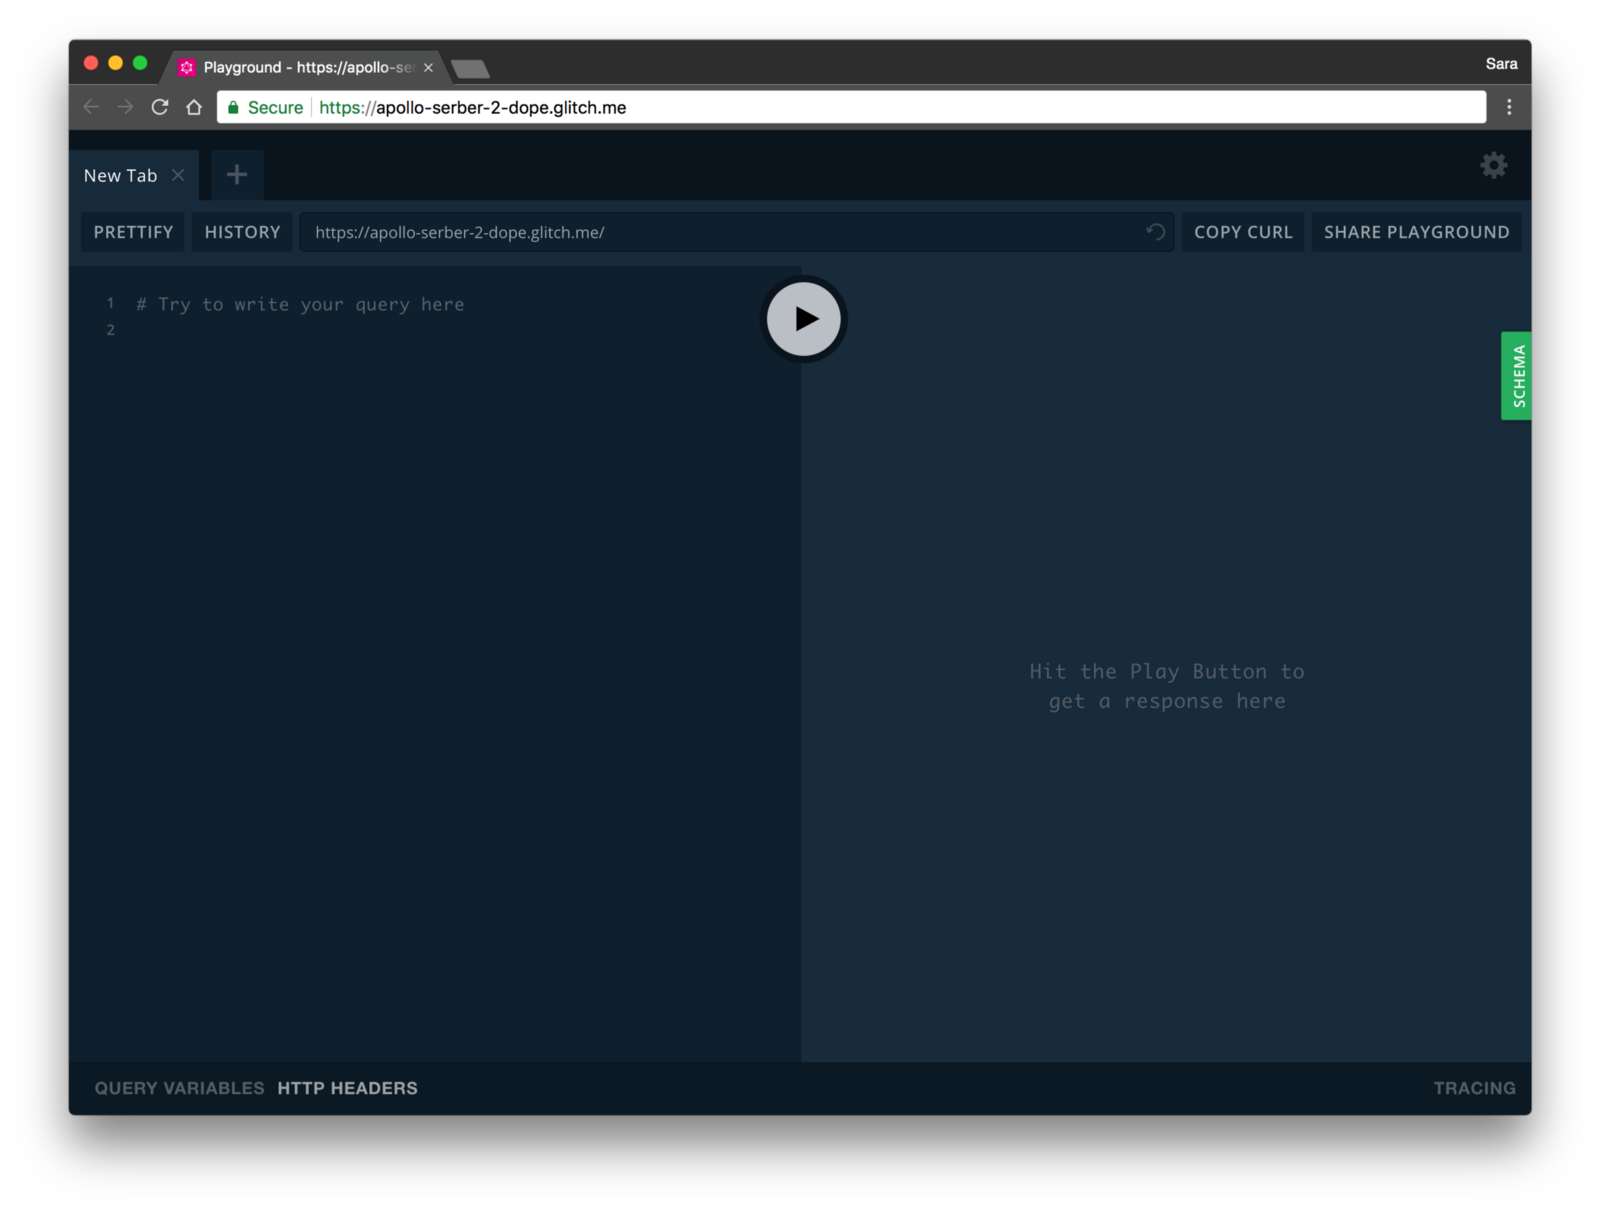 Playground - https://apollo-ser
Sara
Secure https://apollo-serber-2-dope.glitch.me
New Tab
PRETTIFY HISTORY https://apollo-serber-2-dope.glitch.me/ COPY CURL SHARE PLAYGROUND
1 # Try to write your query here
2
SCHEMA
Hit the Play Button to
get a response here
QUERY VARIABLES HTTP HEADERS TRACING